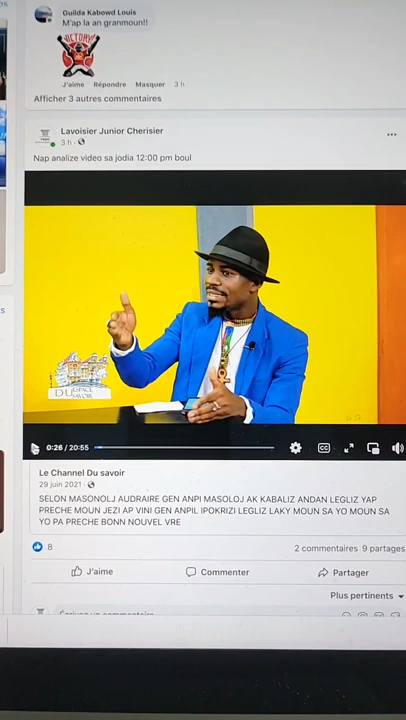 Guilda Kabowd Louis
M'ap la an granmoun!!
VICTORY!
J'aime Répondre Masquer 3 h
Afficher 3 autres commentaires
Lavoisier Junior Cherisier
3 h
Nap analize video sa jodia 12:00 pm boul
ESPACE
DU SAVOIR
0:26 / 20:55
CC
Le Channel Du savoir
29 juin 2021
SELON MASONOLJ AUDRAIRE GEN ANPI MASOLOJ AK KABALIZ ANDAN LEGLIZ YAP
PRECHE MOUN JEZI AP VINI GEN ANPIL IPOKRIZI LEGLIZ LAKY MOUN SA YO MOUN SA
YO PA PRECHE BONN NOUVEL VRE
8
2 commentaires 9 partages
J'aime Commenter Partager
Plus pertinents